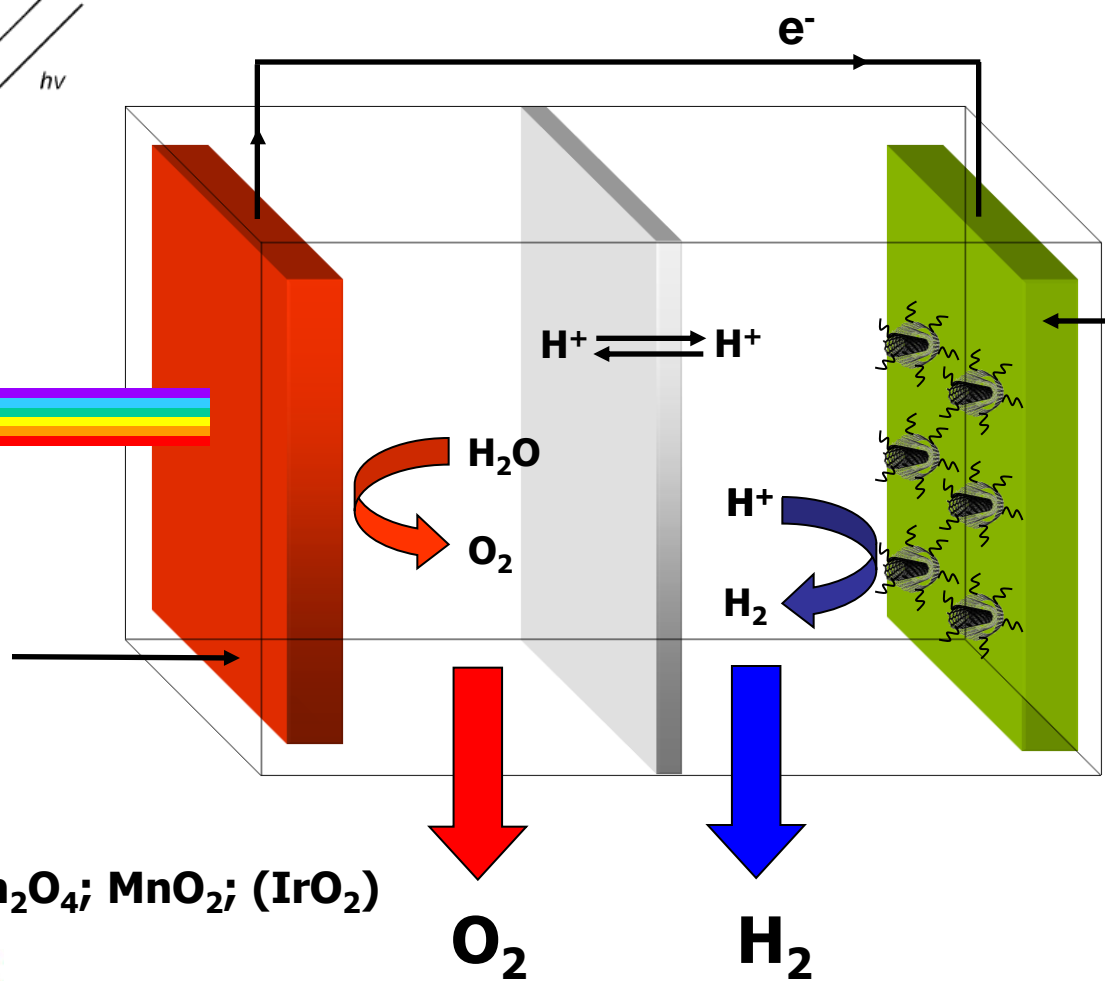 e⁻
hν
H⁺ H⁺
H₂O
H⁺
O₂
H₂
₂O₄; MnO₂; (IrO₂)
O₂ H₂